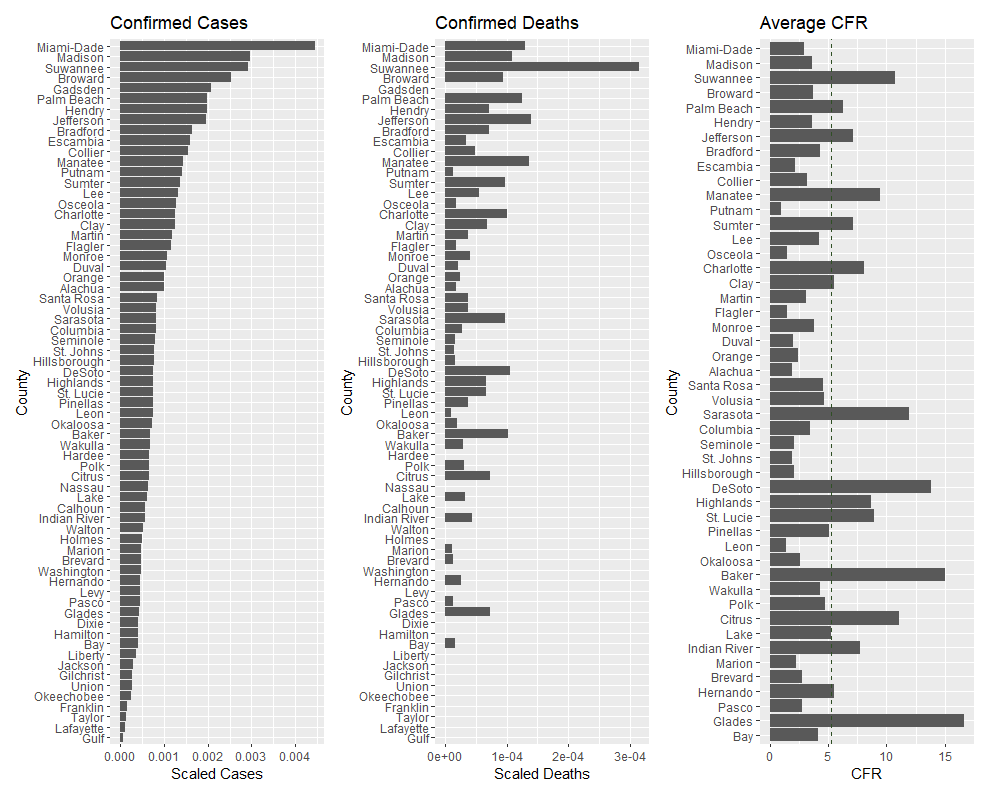 Confirmed Cases
County
Miami-Dade
Madison
Suwannee
Broward
Gadsden
Palm Beach
Hendry
Jefferson
Bradford
Escambia
Collier
Manatee
Putnam
Sumter
Lee
Osceola
Charlotte
Clay
Martin
Flagler
Monroe
Duval
Orange
Alachua
Santa Rosa
Volusia
Sarasota
Columbia
Seminole
St. Johns
Hillsborough
DeSoto
Highlands
St. Lucie
Pinellas
Leon
Okaloosa
Baker
Wakulla
Hardee
Polk
Citrus
Nassau
Lake
Calhoun
Indian River
Walton
Holmes
Marion
Brevard
Washington
Hernando
Levy
Pasco
Glades
Dixie
Hamilton
Bay
Liberty
Jackson
Gilchrist
Union
Okeechobee
Franklin
Taylor
Lafayette
Gulf
0.000 0.001 0.002 0.003 0.004
Scaled Cases
Confirmed Deaths
County
Miami-Dade
Madison
Suwannee
Broward
Gadsden
Palm Beach
Hendry
Jefferson
Bradford
Escambia
Collier
Manatee
Putnam
Sumter
Lee
Osceola
Charlotte
Clay
Martin
Flagler
Monroe
Duval
Orange
Alachua
Santa Rosa
Volusia
Sarasota
Columbia
Seminole
St. Johns
Hillsborough
DeSoto
Highlands
St. Lucie
Pinellas
Leon
Okaloosa
Baker
Wakulla
Hardee
Polk
Citrus
Nassau
Lake
Calhoun
Indian River
Walton
Holmes
Marion
Brevard
Washington
Hernando
Levy
Pasco
Glades
Dixie
Hamilton
Bay
Liberty
Jackson
Gilchrist
Union
Okeechobee
Franklin
Taylor
Lafayette
Gulf
0e+00 1e-04 2e-04 3e-04
Scaled Deaths
Average CFR
County
Miami-Dade
Madison
Suwannee
Broward
Palm Beach
Hendry
Jefferson
Bradford
Escambia
Collier
Manatee
Putnam
Sumter
Lee
Osceola
Charlotte
Clay
Martin
Flagler
Monroe
Duval
Orange
Alachua
Santa Rosa
Volusia
Sarasota
Columbia
Seminole
St. Johns
Hillsborough
DeSoto
Highlands
St. Lucie
Pinellas
Leon
Okaloosa
Baker
Wakulla
Polk
Citrus
Lake
Indian River
Marion
Brevard
Hernando
Pasco
Glades
Bay
0 5 10 15
CFR